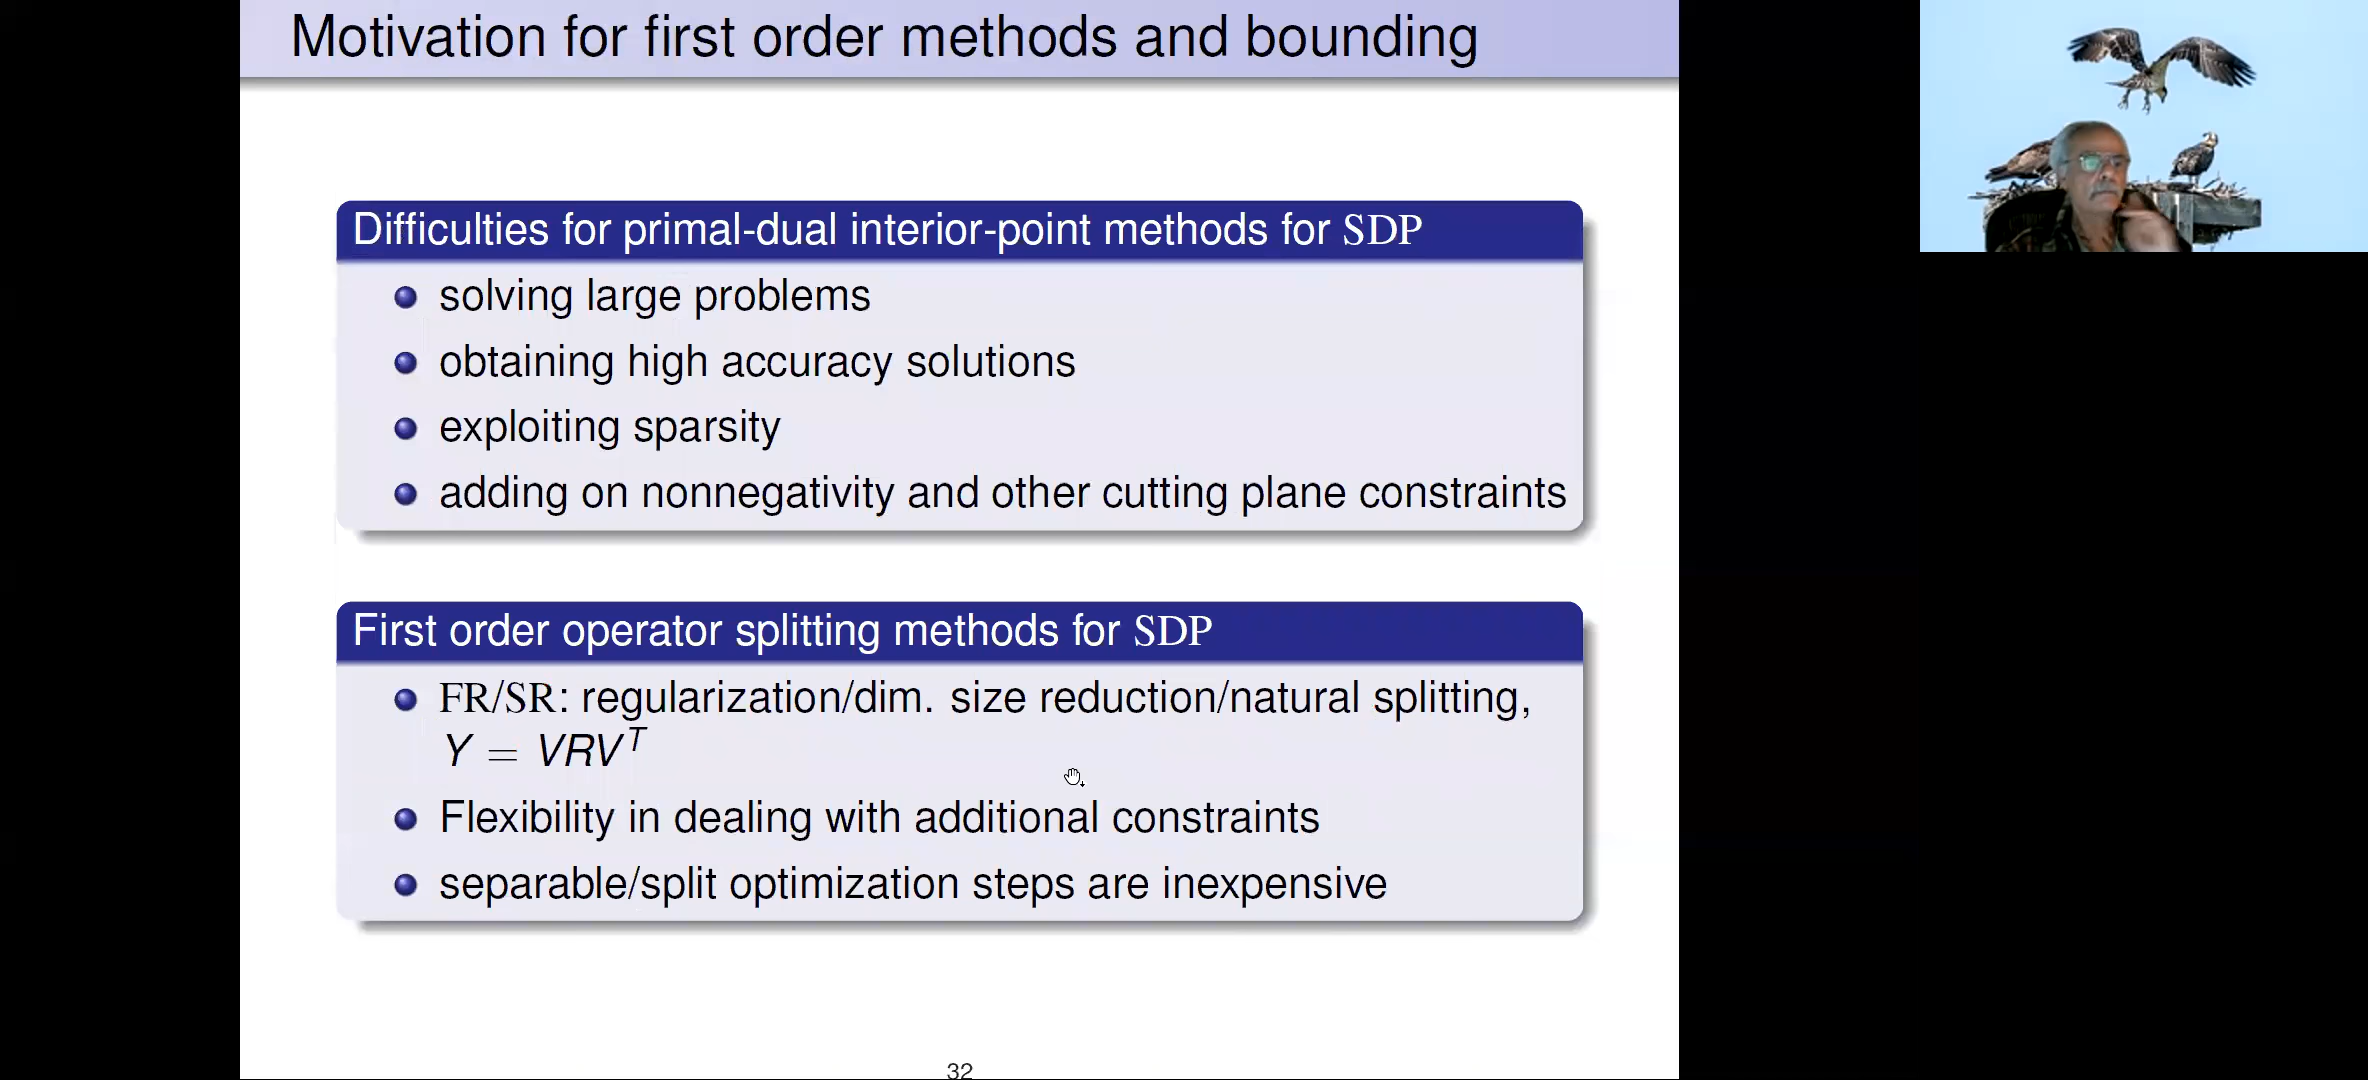 Motivation for first order methods and bounding
Difficulties for primal-dual interior-point methods for SDP
solving large problems
obtaining high accuracy solutions
exploiting sparsity
adding on nonnegativity and other cutting plane constraints
First order operator splitting methods for SDP
FR/SR: regularization/dim. size reduction/natural splitting,
Y = VRV^T
Flexibility in dealing with additional constraints
separable/split optimization steps are inexpensive
32